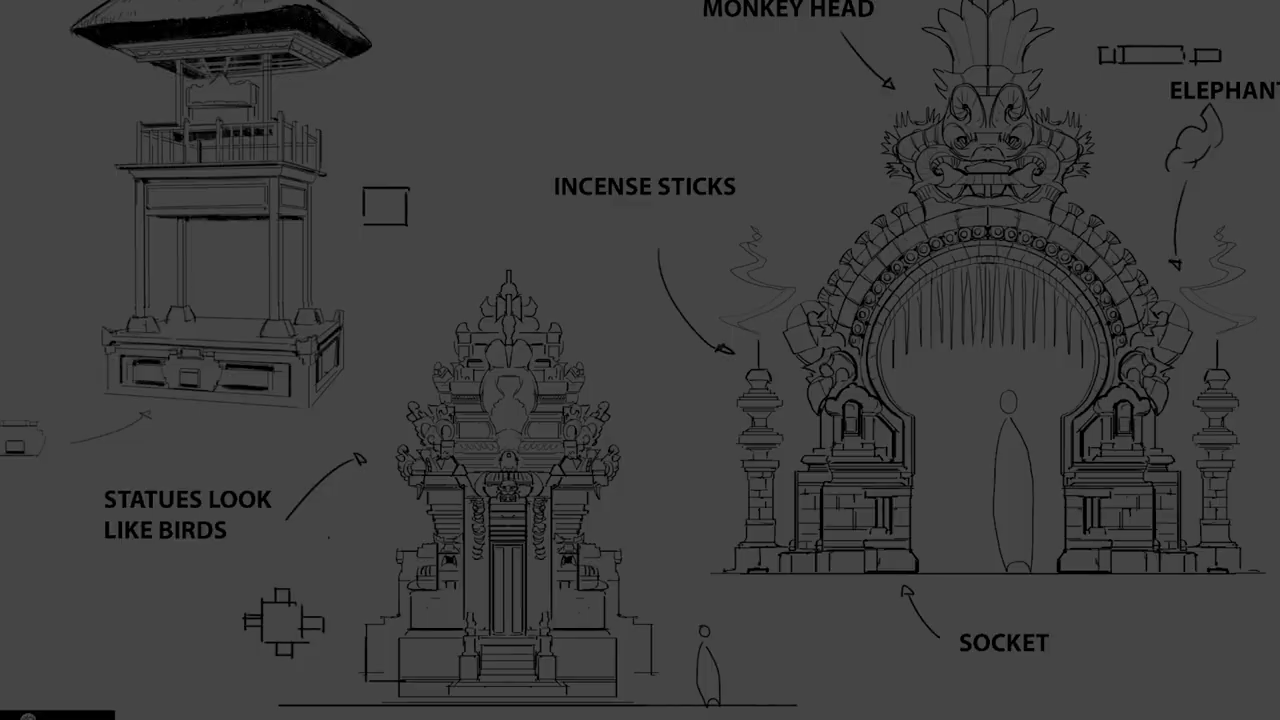 MONKEY HEAD
ELEPHANT
INCENSE STICKS
STATUES LOOK
LIKE BIRDS
SOCKET